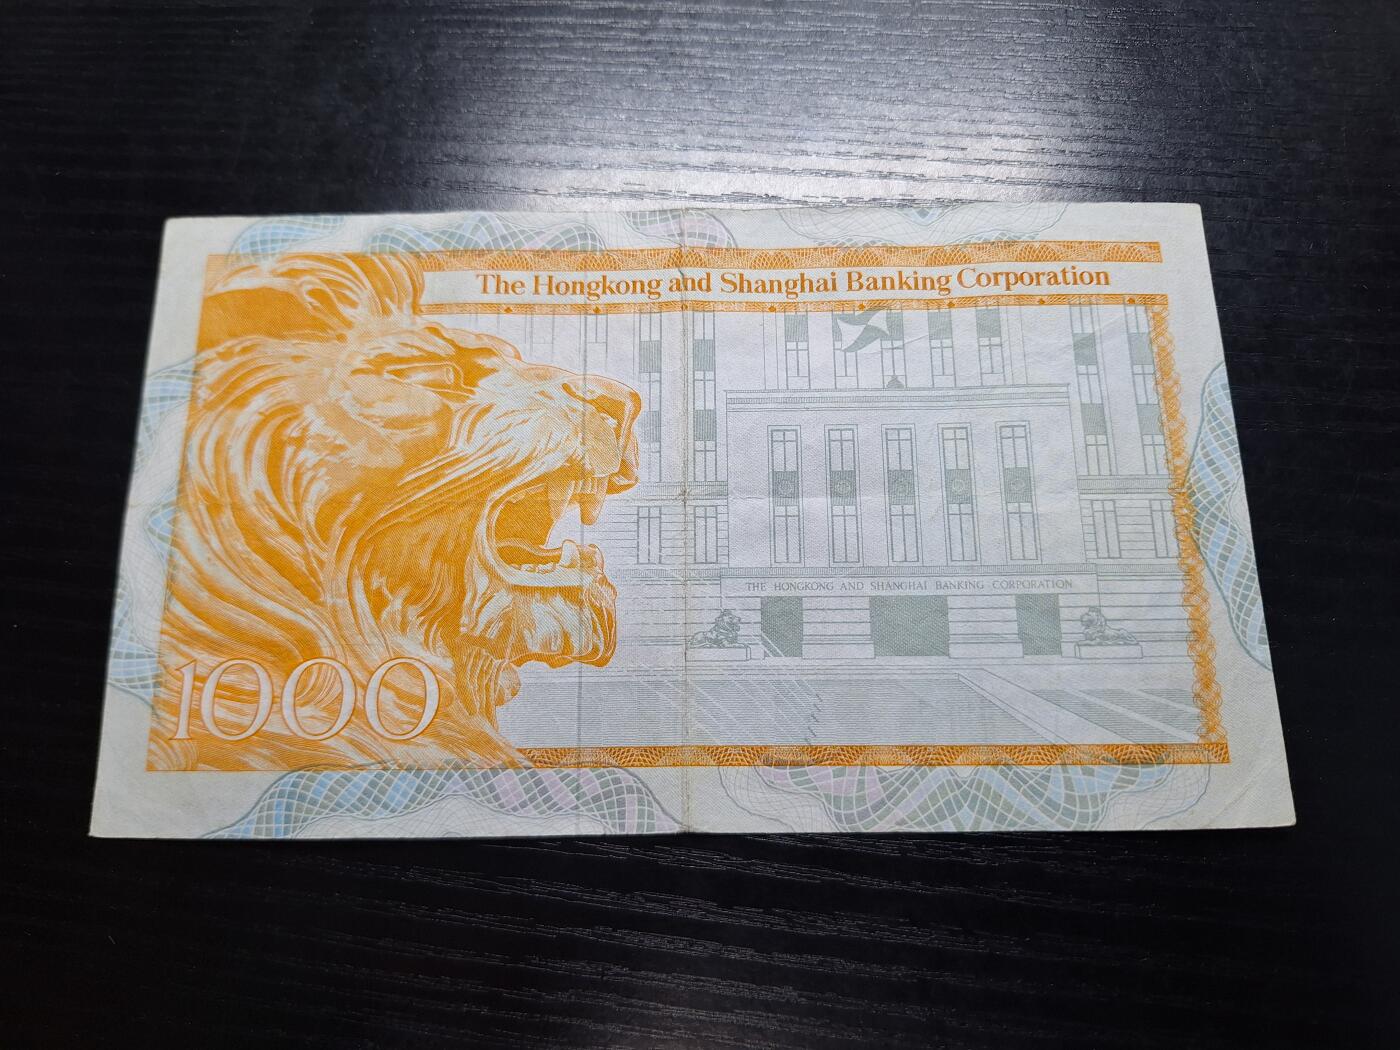 The Hongkong and Shanghai Banking Corporation
THE HONGKONG AND SHANGHAI BANKING CORPORATION
1000